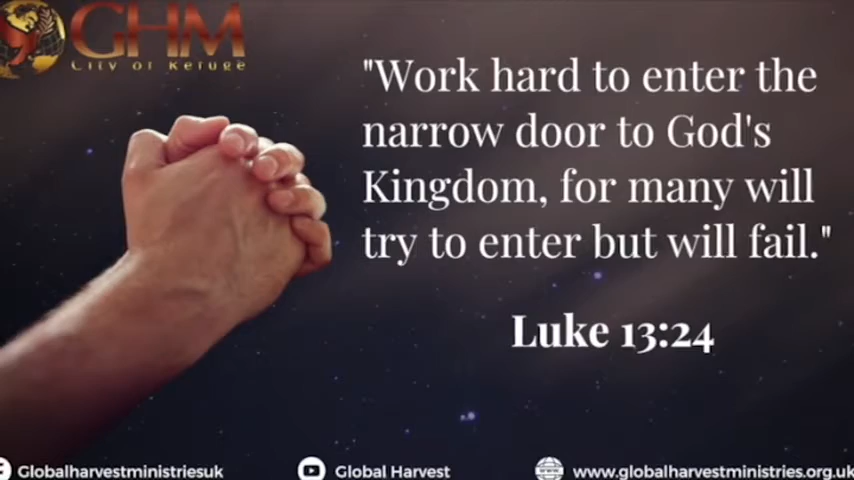 GHM
City of Refuge
"Work hard to enter the
narrow door to God's
Kingdom, for many will
try to enter but will fail."
Luke 13:24
Globalharvestministriesuk
Global Harvest
www.globalharvestministries.org.uk